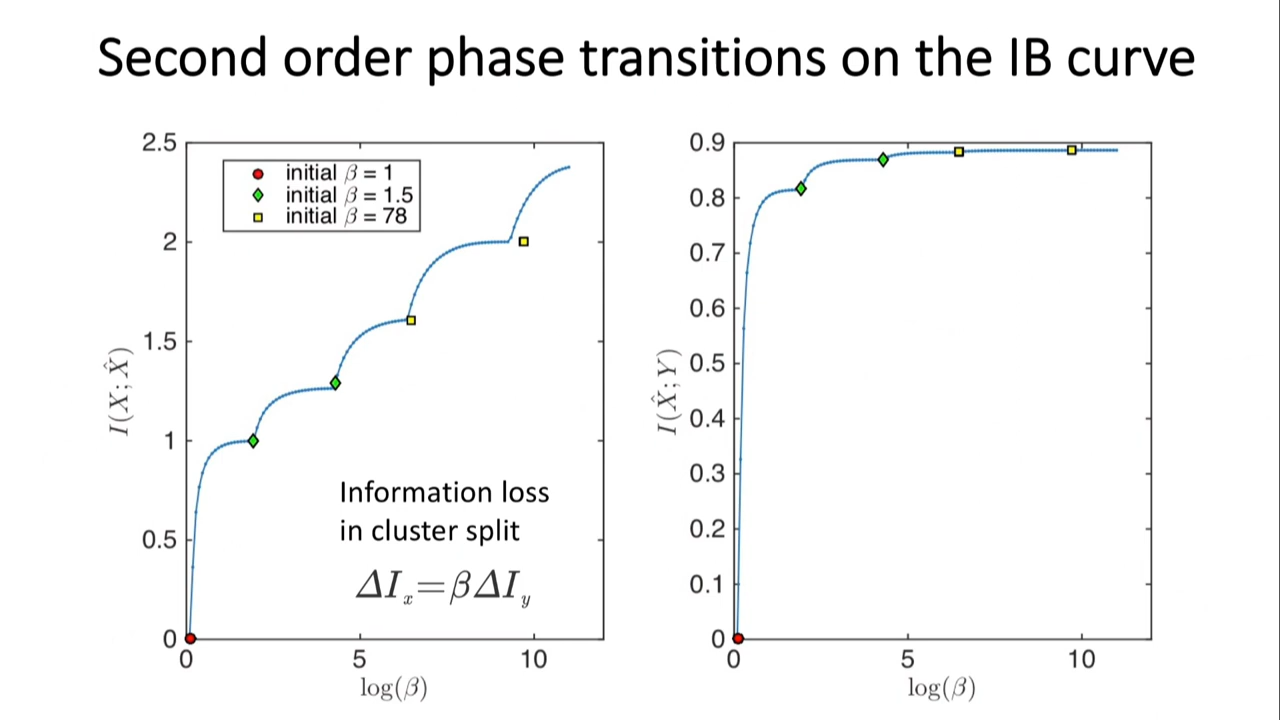 Second order phase transitions on the IB curve
2.5
2
1.5
1
0.5
0
I(X; X̂)
initial β = 1
initial β = 1.5
initial β = 78
Information loss
in cluster split
ΔIₓ=βΔI_y
0 5 10
log(β)
0.9
0.8
0.7
0.6
0.5
0.4
0.3
0.2
0.1
0
I(X̂; Y)
0 5 10
log(β)